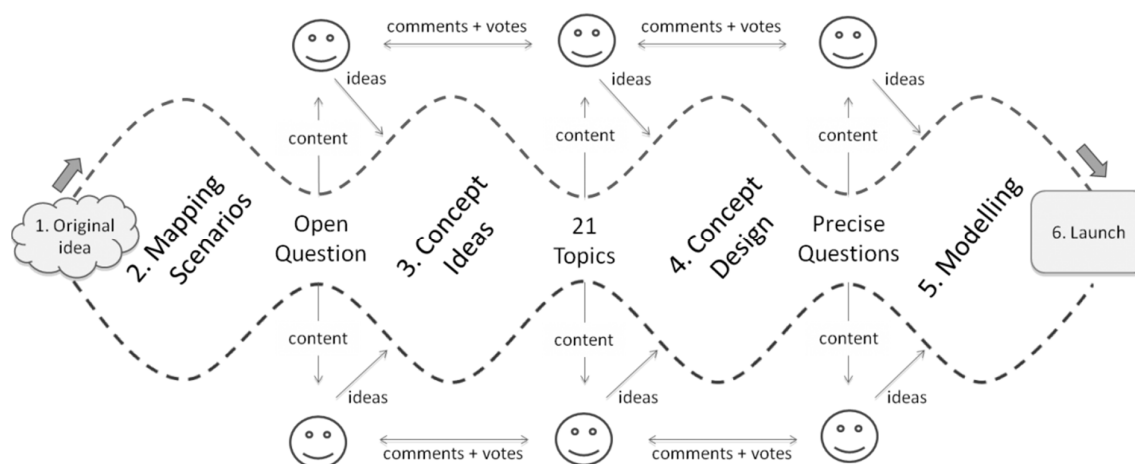 comments + votes
comments + votes
ideas
ideas
ideas
content
content
content
1. Original
idea
2. Mapping
Scenarios
Open
Question
3. Concept
Ideas
21
Topics
4. Concept
Design
Precise
Questions
5. Modelling
6. Launch
content
content
content
ideas
ideas
ideas
comments + votes
comments + votes